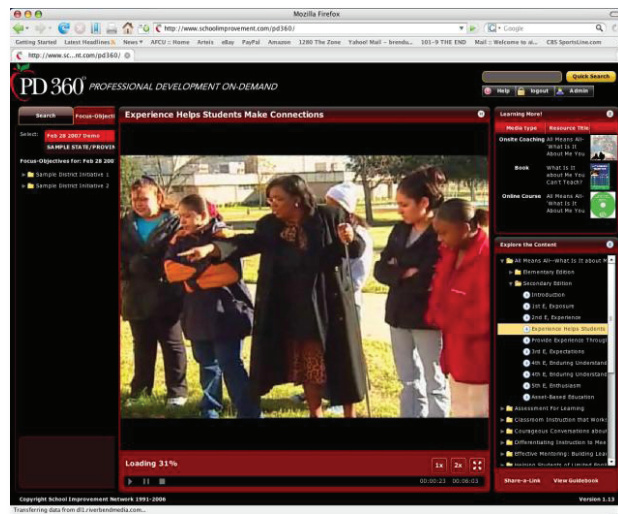 Mozilla Firefox
http://www.schoolimprovement.com/pd360/
Google
Getting Started Latest Headlines News AFCU :: Home Artsix eBay PayPal Amazon 1280 The Zone Yahoo! Mail – brenda... 101-9 THE END Mail :: Welcome to al... CBS SportsLine.com
http://www.sc...nt.com/pd360/
PD 360° PROFESSIONAL DEVELOPMENT ON-DEMAND
Quick Search
Help logout Admin
Search Focus-Objecti
Select: Feb 28 2007 Demo
SAMPLE STATE/PROVIN
Focus-Objectives for: Feb 28 200
Sample District Initiative 1
Sample District Initiative 2
Experience Helps Students Make Connections
Loading 31%
1x 2x
00:00:23 00:06:03
Learning More!
Media Type Resource Title
Onsite Coaching All Means All-
'What Is It
About Me You
Book What Is It
about Me You
Can't Teach?
Online Course All Means All-
'What Is It
About Me You
Explore the Content
All Means All--What Is It about M
Elementary Edition
Secondary Edition
Introduction
1st E, Exposure
2nd E, Experience
Experience Helps Students
Provide Experience Through
3rd E, Expectations
4th E, Enduring Understand
4th E, Enduring Understand
5th E, Enthusiasm
Asset-Based Education
Assessment For Learning
Classroom Instruction that Works
Courageous Conversations about
Differentiating Instruction to Mee
Effective Mentoring: Building Lea
Helping Students of Limited
Share-a-Link View Guidebook
Copyright School Improvement Network 1991-2006
Version 1.13
Transferring data from dl1.riverbendmedia.com...